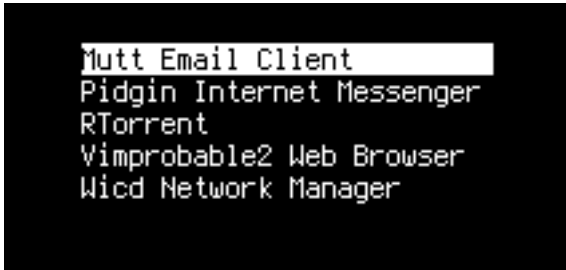 Mutt Email Client
Pidgin Internet Messenger
RTorrent
Vimprobable2 Web Browser
Wicd Network Manager